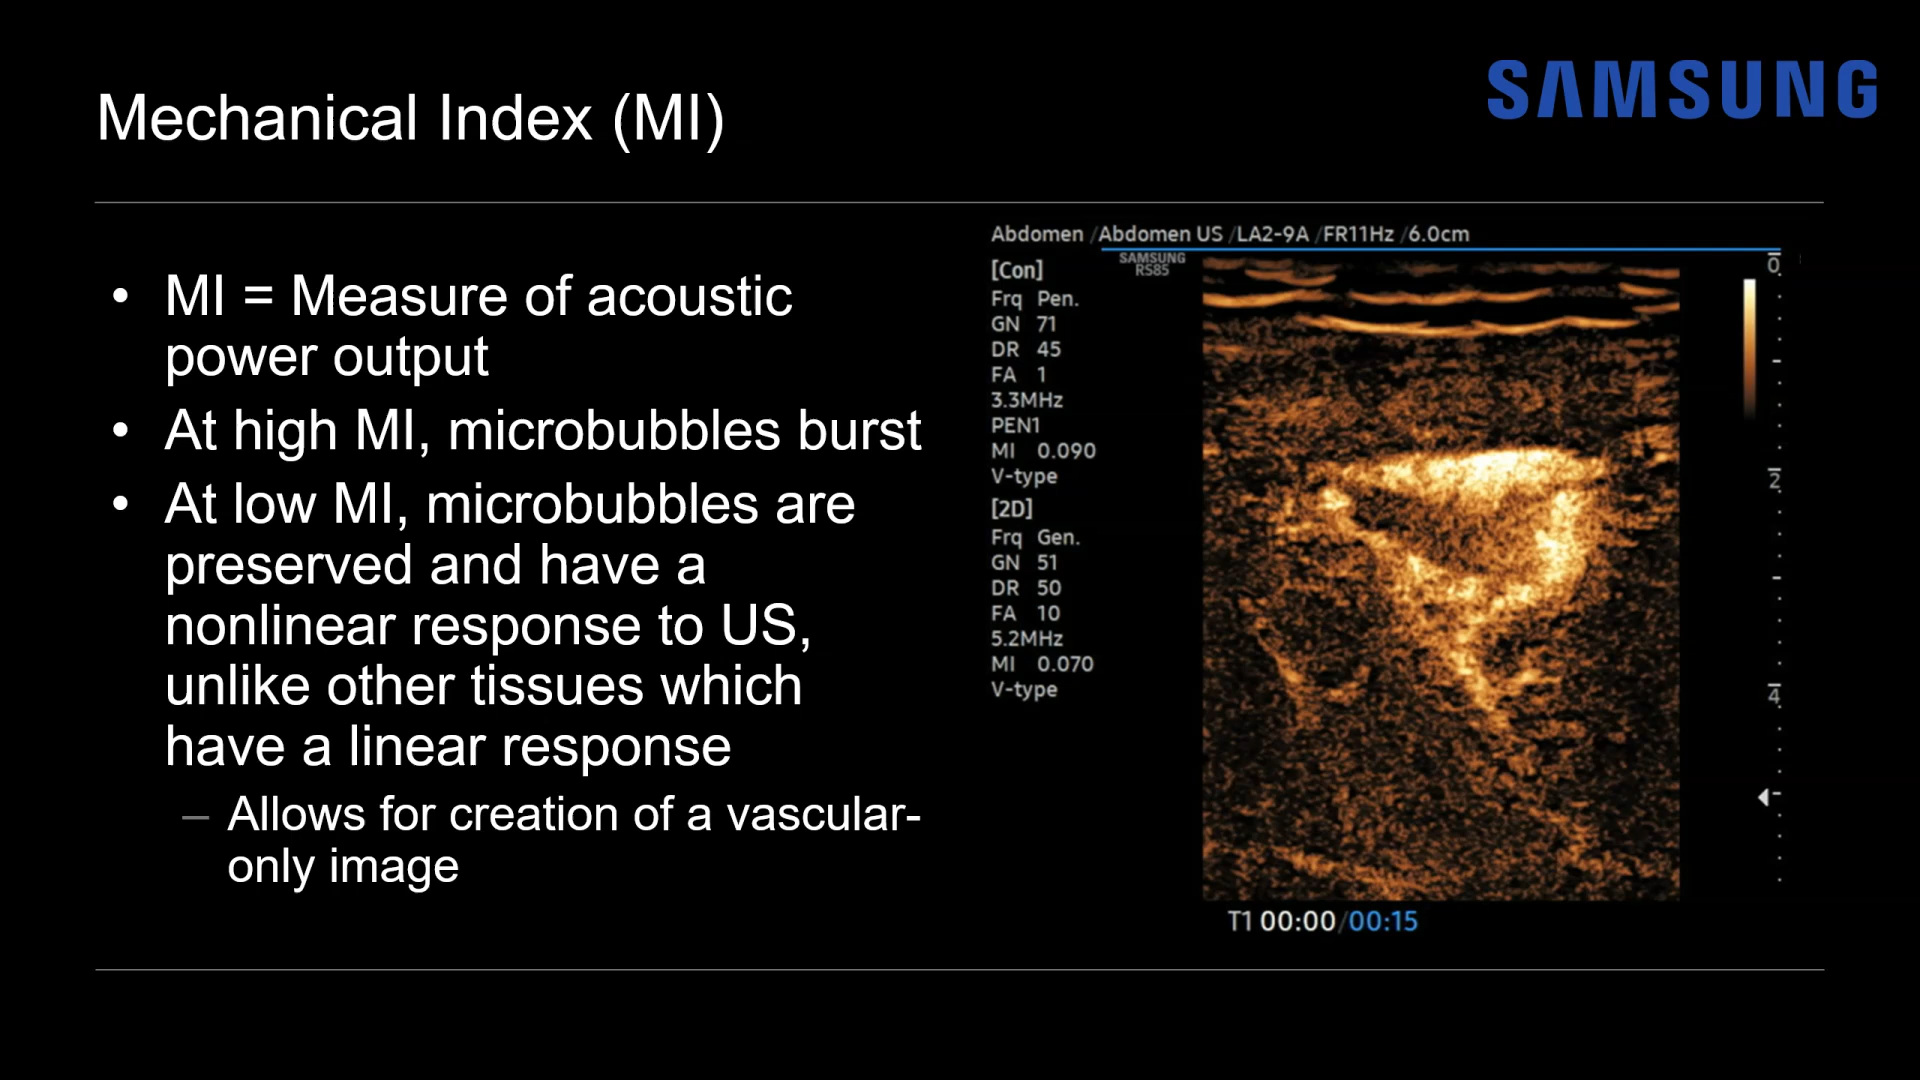 Mechanical Index (MI)
SAMSUNG
• MI = Measure of acoustic
power output
• At high MI, microbubbles burst
• At low MI, microbubbles are
preserved and have a
nonlinear response to US,
unlike other tissues which
have a linear response
– Allows for creation of a vascular-
only image
Abdomen /Abdomen US /LA2-9A /FR11Hz /6.0cm
SAMSUNG
RS85
[Con]
Frq Pen.
GN 71
DR 45
FA 1
3.3MHz
PEN1
MI 0.090
V-type
[2D]
Frq Gen.
GN 51
DR 50
FA 10
5.2MHz
MI 0.070
V-type
0
2
4
T1 00:00/00:15